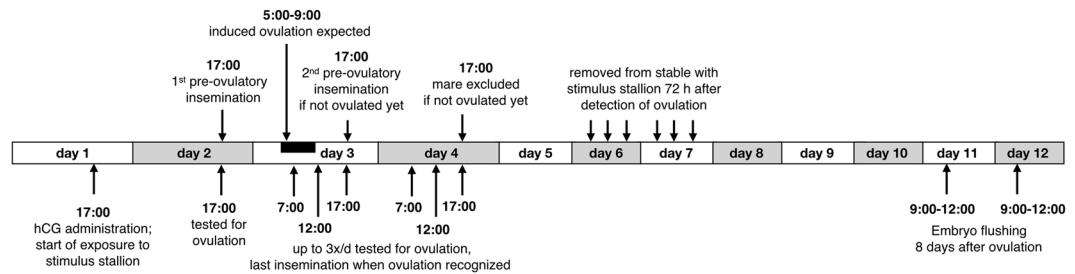 5:00-9:00
induced ovulation expected
17:00
1st pre-ovulatory
insemination
17:00
2nd pre-ovulatory
insemination
if not ovulated yet
17:00
mare excluded
if not ovulated yet
removed from stable with
stimulus stallion 72 h after
detection of ovulation
day 1
day 2
day 3
day 4
day 5
day 6
day 7
day 8
day 9
day 10
day 11
day 12
17:00
hCG administration;
start of exposure to
stimulus stallion
17:00
tested for
ovulation
7:00
12:00
17:00
7:00
12:00
17:00
up to 3x/d tested for ovulation,
last insemination when ovulation recognized
9:00-12:00
9:00-12:00
Embryo flushing
8 days after ovulation